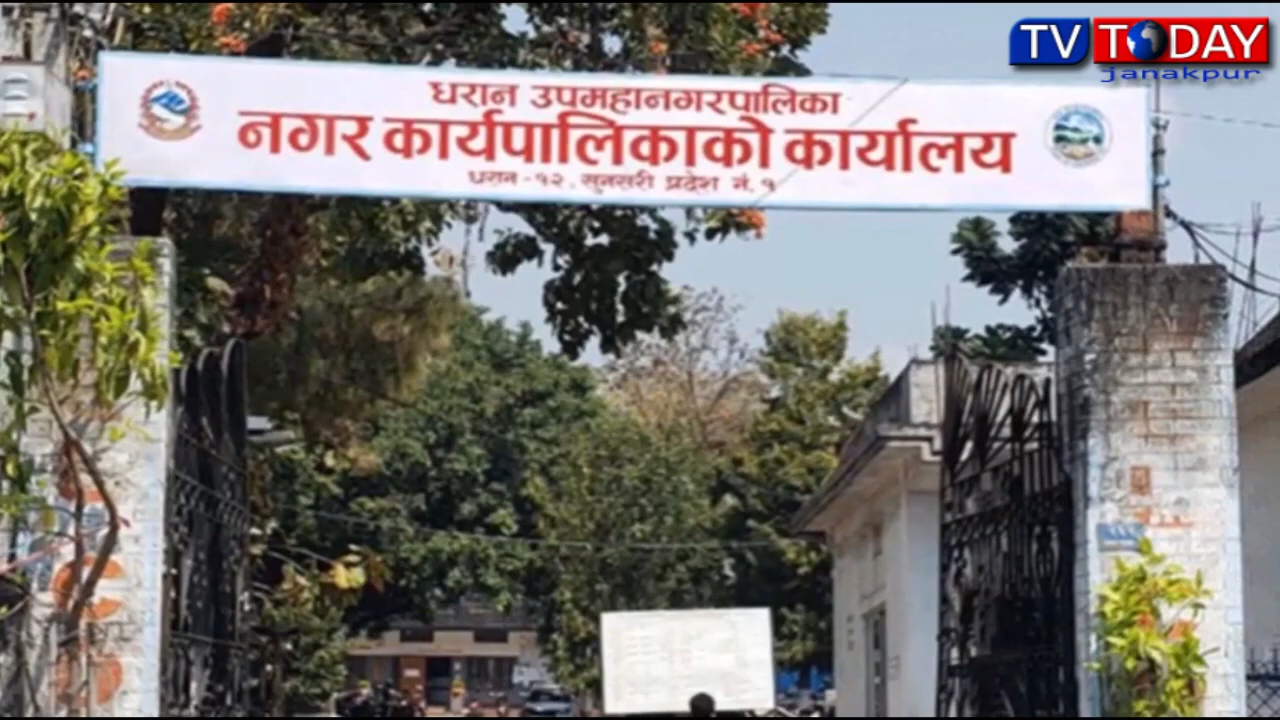 TV TODAY
janakpur
धरान उपमहानगरपालिका
नगर कार्यपालिकाको कार्यालय
धरान-१२, सुनसरी प्रदेश नं. १